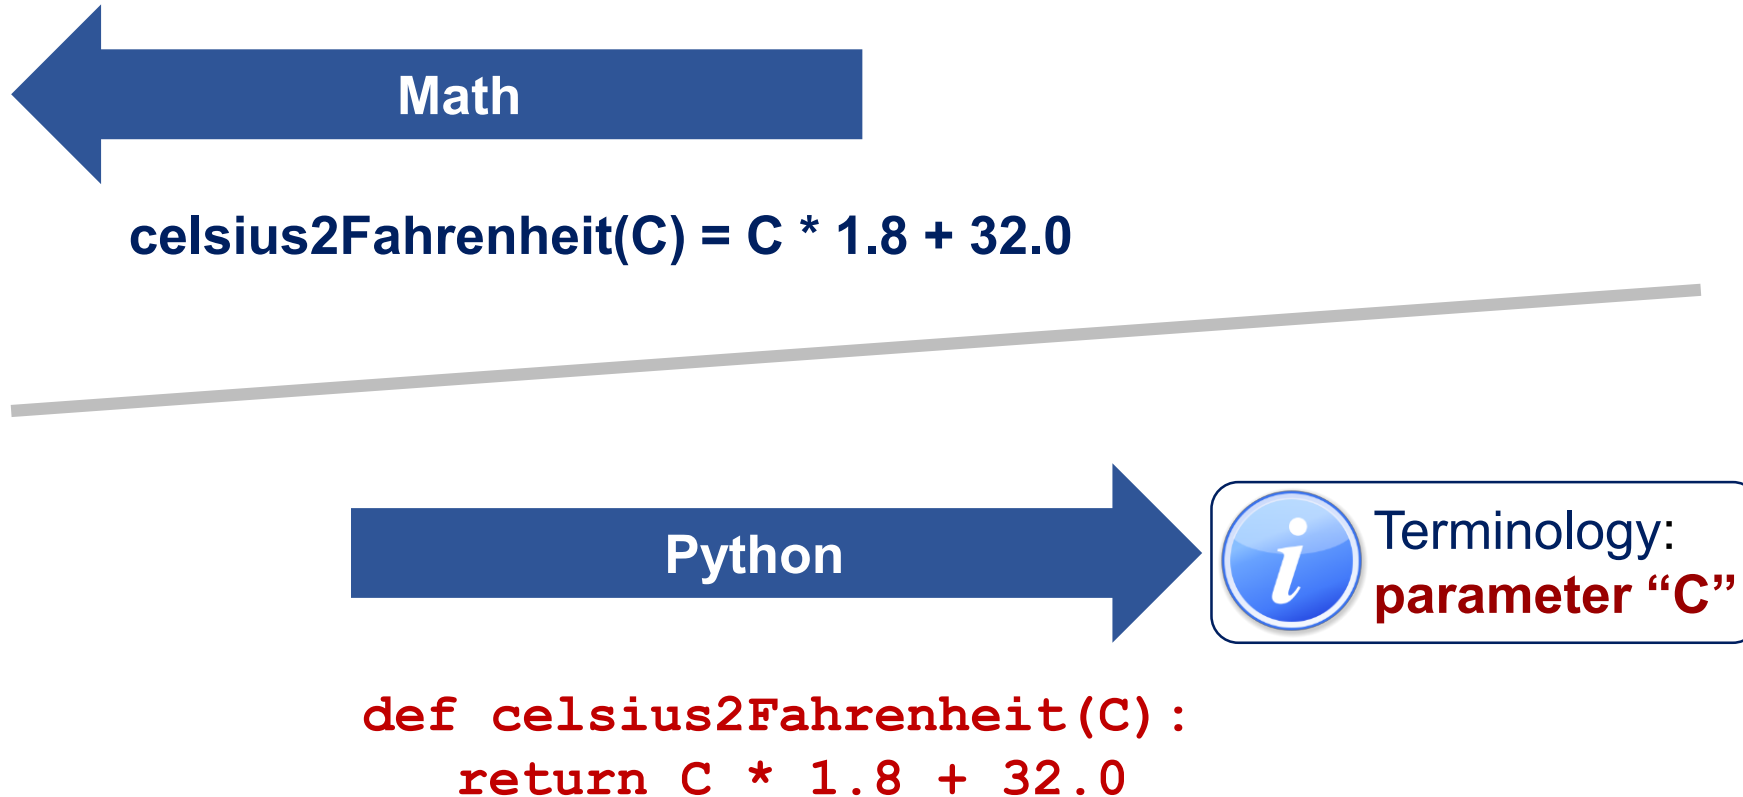 Math
celsius2Fahrenheit(C) = C * 1.8 + 32.0
Python
i
Terminology:
parameter “C”
def celsius2Fahrenheit(C):
return C * 1.8 + 32.0